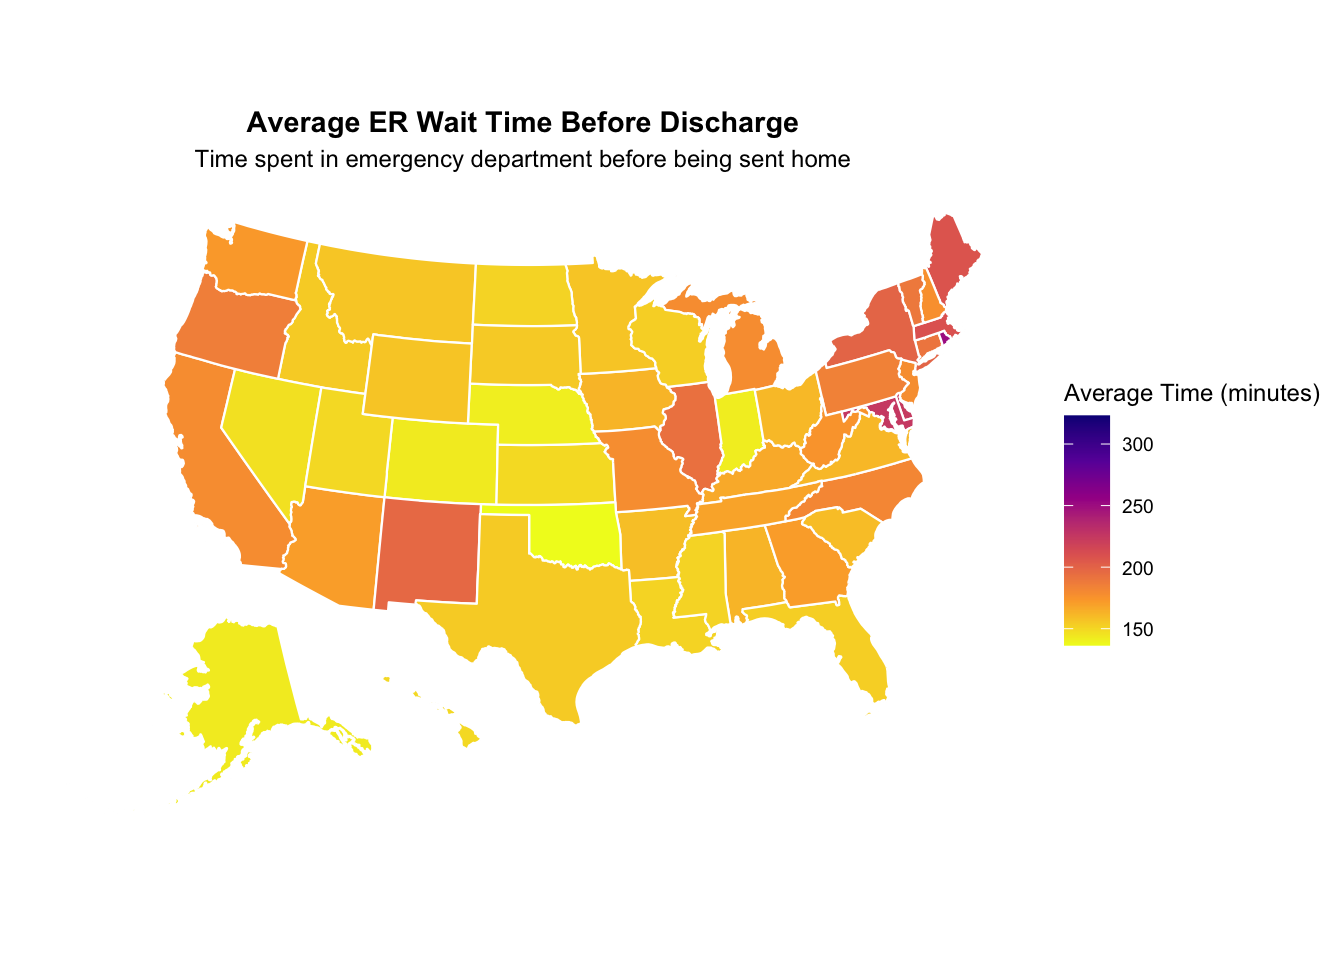 Average ER Wait Time Before Discharge
Time spent in emergency department before being sent home
Average Time (minutes)
300
250
200
150